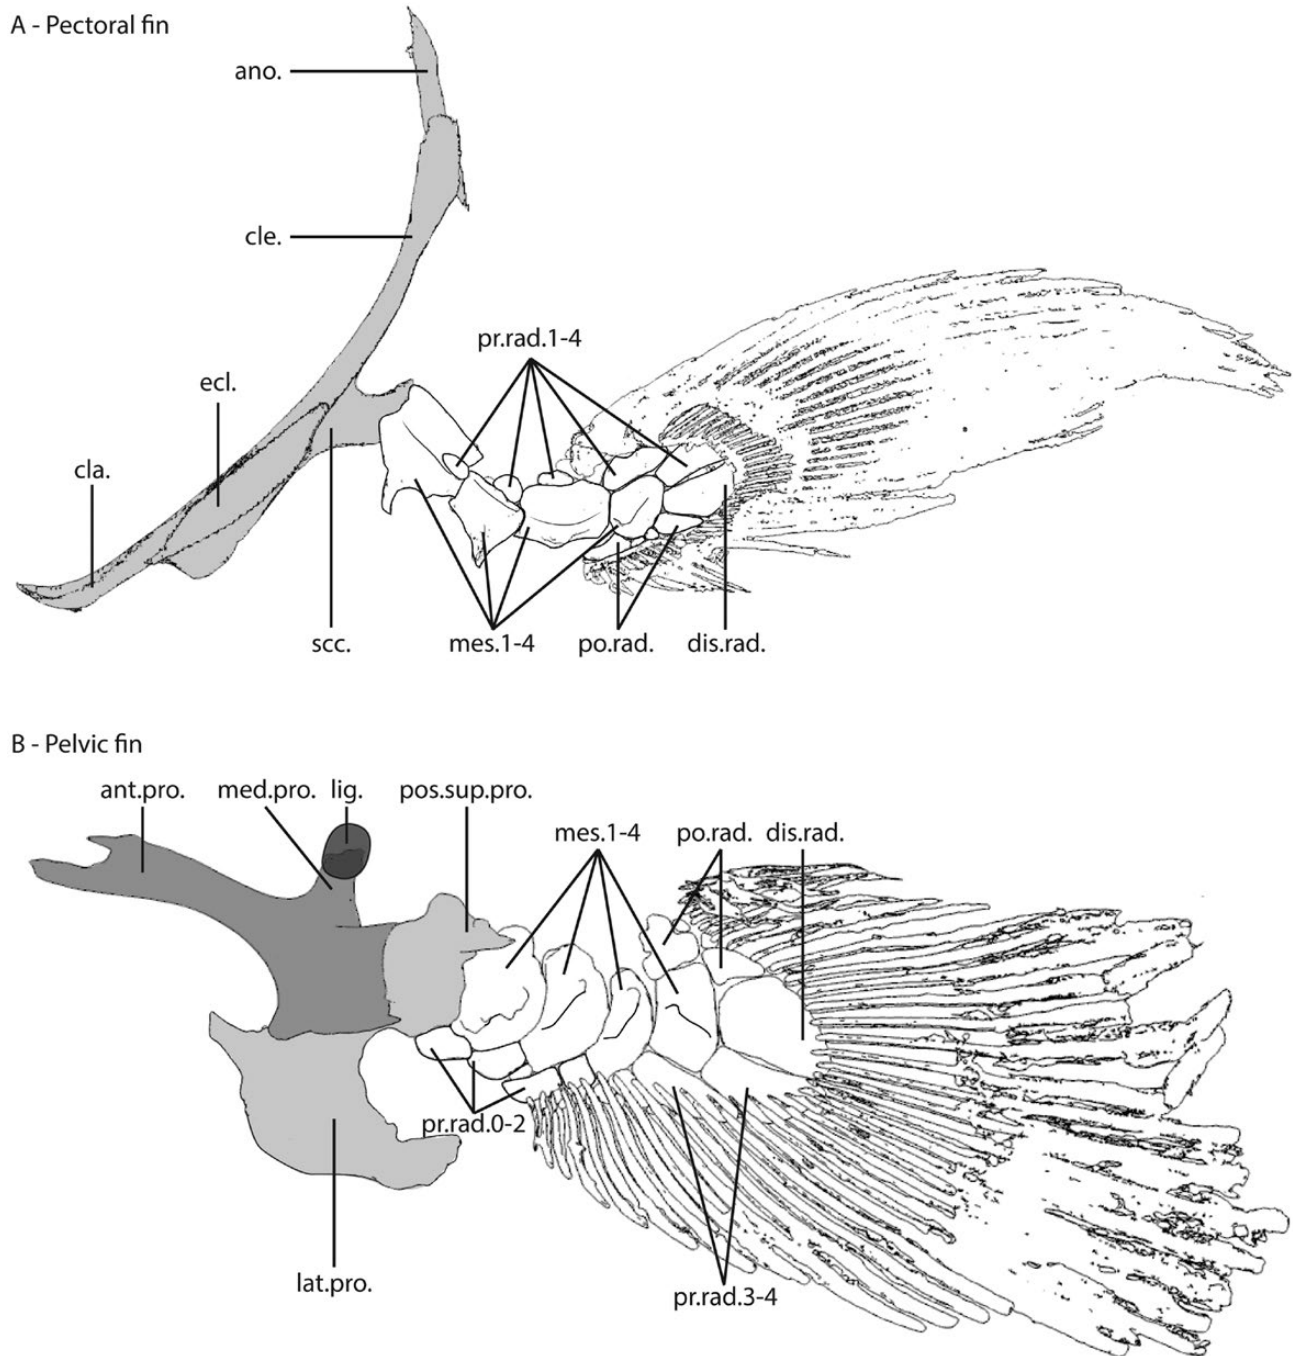 A - Pectoral fin
ano.
cle.
pr.rad.1-4
ecl.
cla.
scc.
mes.1-4
po.rad.
dis.rad.
B - Pelvic fin
ant.pro.
med.pro.
lig.
pos.sup.pro.
mes.1-4
po.rad.
dis.rad.
pr.rad.0-2
lat.pro.
pr.rad.3-4